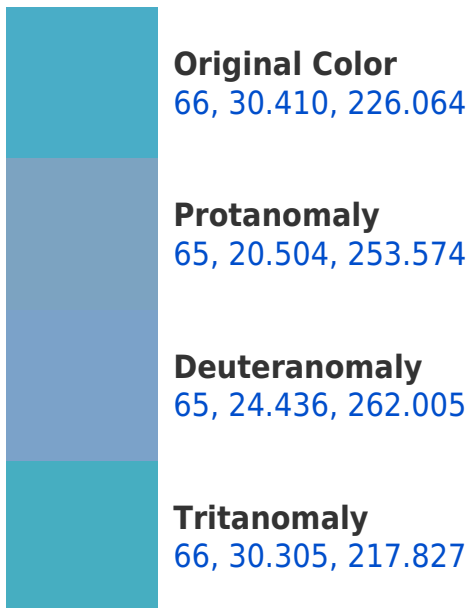 Original Color
66, 30.410, 226.064
Protanomaly
65, 20.504, 253.574
Deuteranomaly
65, 24.436, 262.005
Tritanomaly
66, 30.305, 217.827